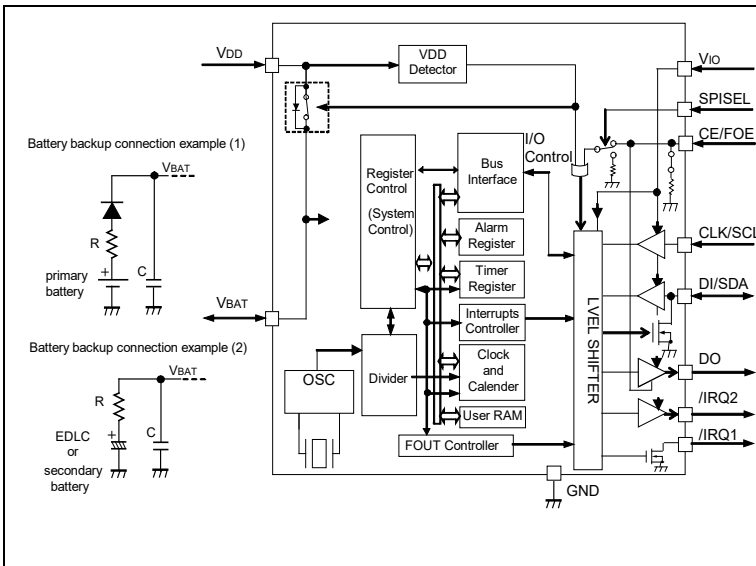 VDD
VDD
Detector
VIO
SPISEL
CE/FOE
I/O
Control
Battery backup connection example (1)
VBAT
R
C
+
primary
battery
Register
Control
(System
Control)
Bus
Interface
Alarm
Register
Timer
Register
Interrupts
Controller
Clock
and
Calender
User RAM
FOUT Controller
OSC
Divider
LVEL SHIFTER
CLK/SCL
DI/SDA
DO
/IRQ2
/IRQ1
GND
VBAT
Battery backup connection example (2)
VBAT
R
C
+
EDLC
or
secondary
battery